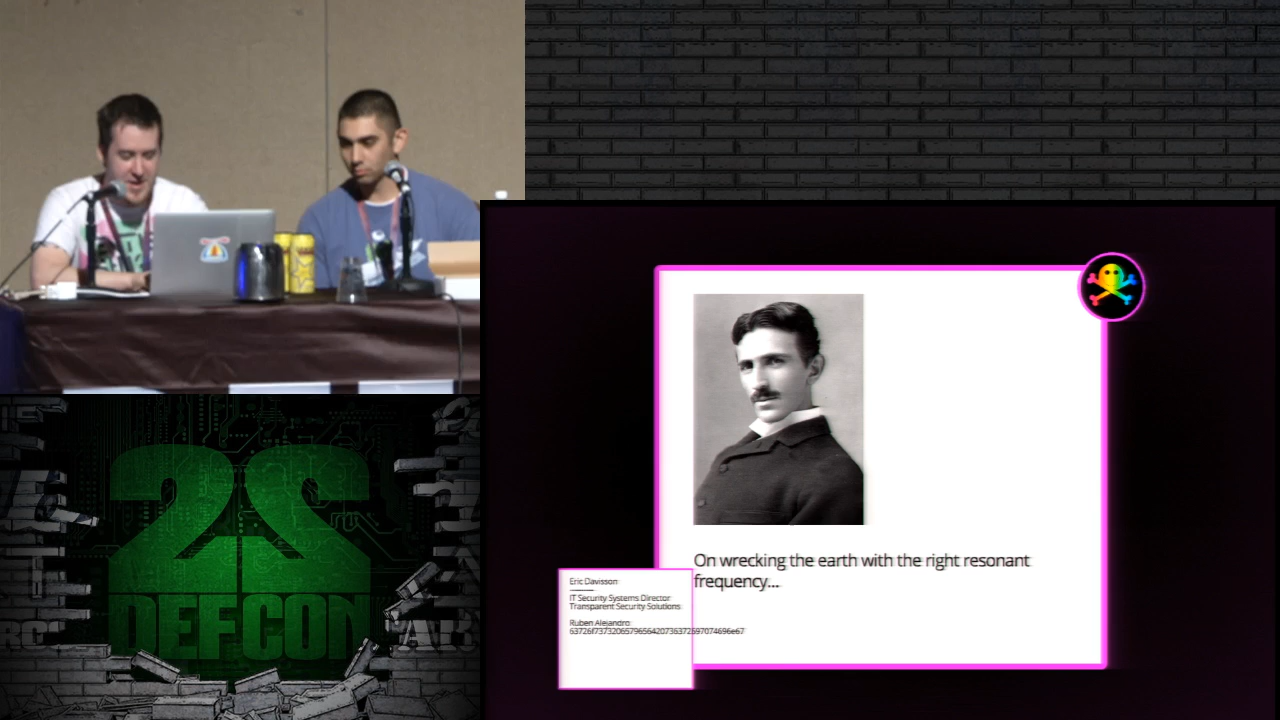 On wrecking the earth with the right resonant
frequency...
Eric Davisson
IT Security Systems Director
Transparent Security Solutions
Ruben Alejandro
22
DEFCON